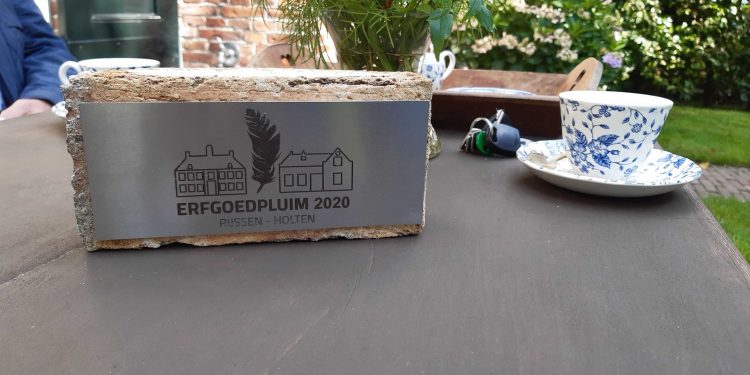 ERFGOEDPLUIM 2020
RIJSSEN - HOLTEN